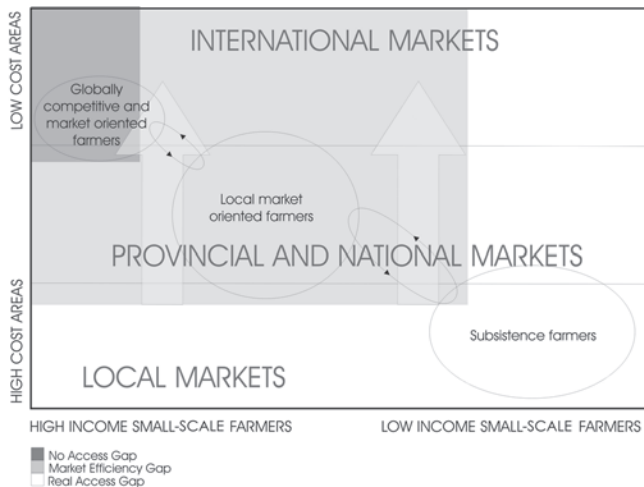 LOW COST AREAS
HIGH COST AREAS
INTERNATIONAL MARKETS
Globally
competitive and
market oriented
farmers
Local market
oriented farmers
PROVINCIAL AND NATIONAL MARKETS
Subsistence farmers
LOCAL MARKETS
HIGH INCOME SMALL-SCALE FARMERS
LOW INCOME SMALL-SCALE FARMERS
No Access Gap
Market Efficiency Gap
Real Access Gap